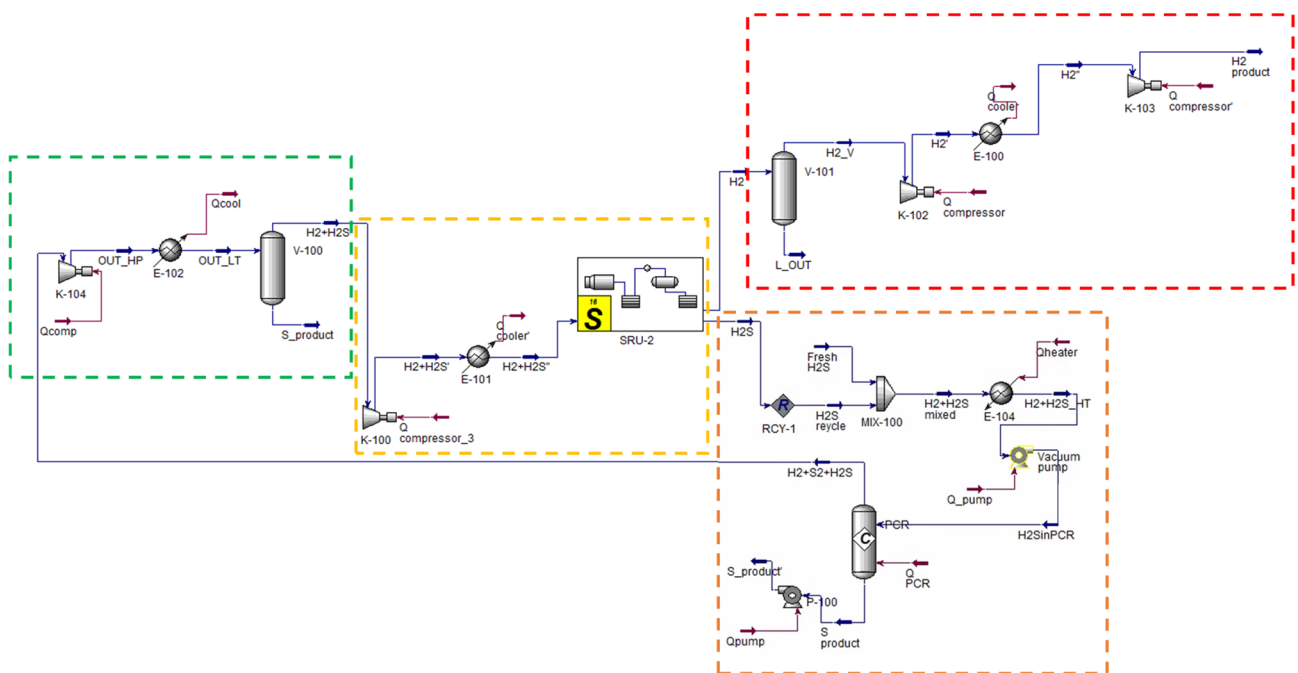 H2
product
H2"
Q
cooler
K-103
Q
compressor'
H2_V
H2'
E-100
V-101
H2
K-102
Q
compressor
L_OUT
Qcool
H2+H2S
V-100
OUT_HP
OUT_LT
E-102
K-104
Qcomp
S_product
16
S
SRU-2
Q
cooler'
H2+H2S'
H2+H2S"
E-101
K-100
Q
compressor_3
H2S
Fresh
H2S
Qheater
RCY-1
R
H2S
reycle
MIX-100
H2+H2S
mixed
E-104
H2+H2S_HT
Vacuum
pump
Q_pump
H2+S2+H2S
PCR
C
H2SinPCR
Q
PCR
S_product'
P-100
Qpump
S
product